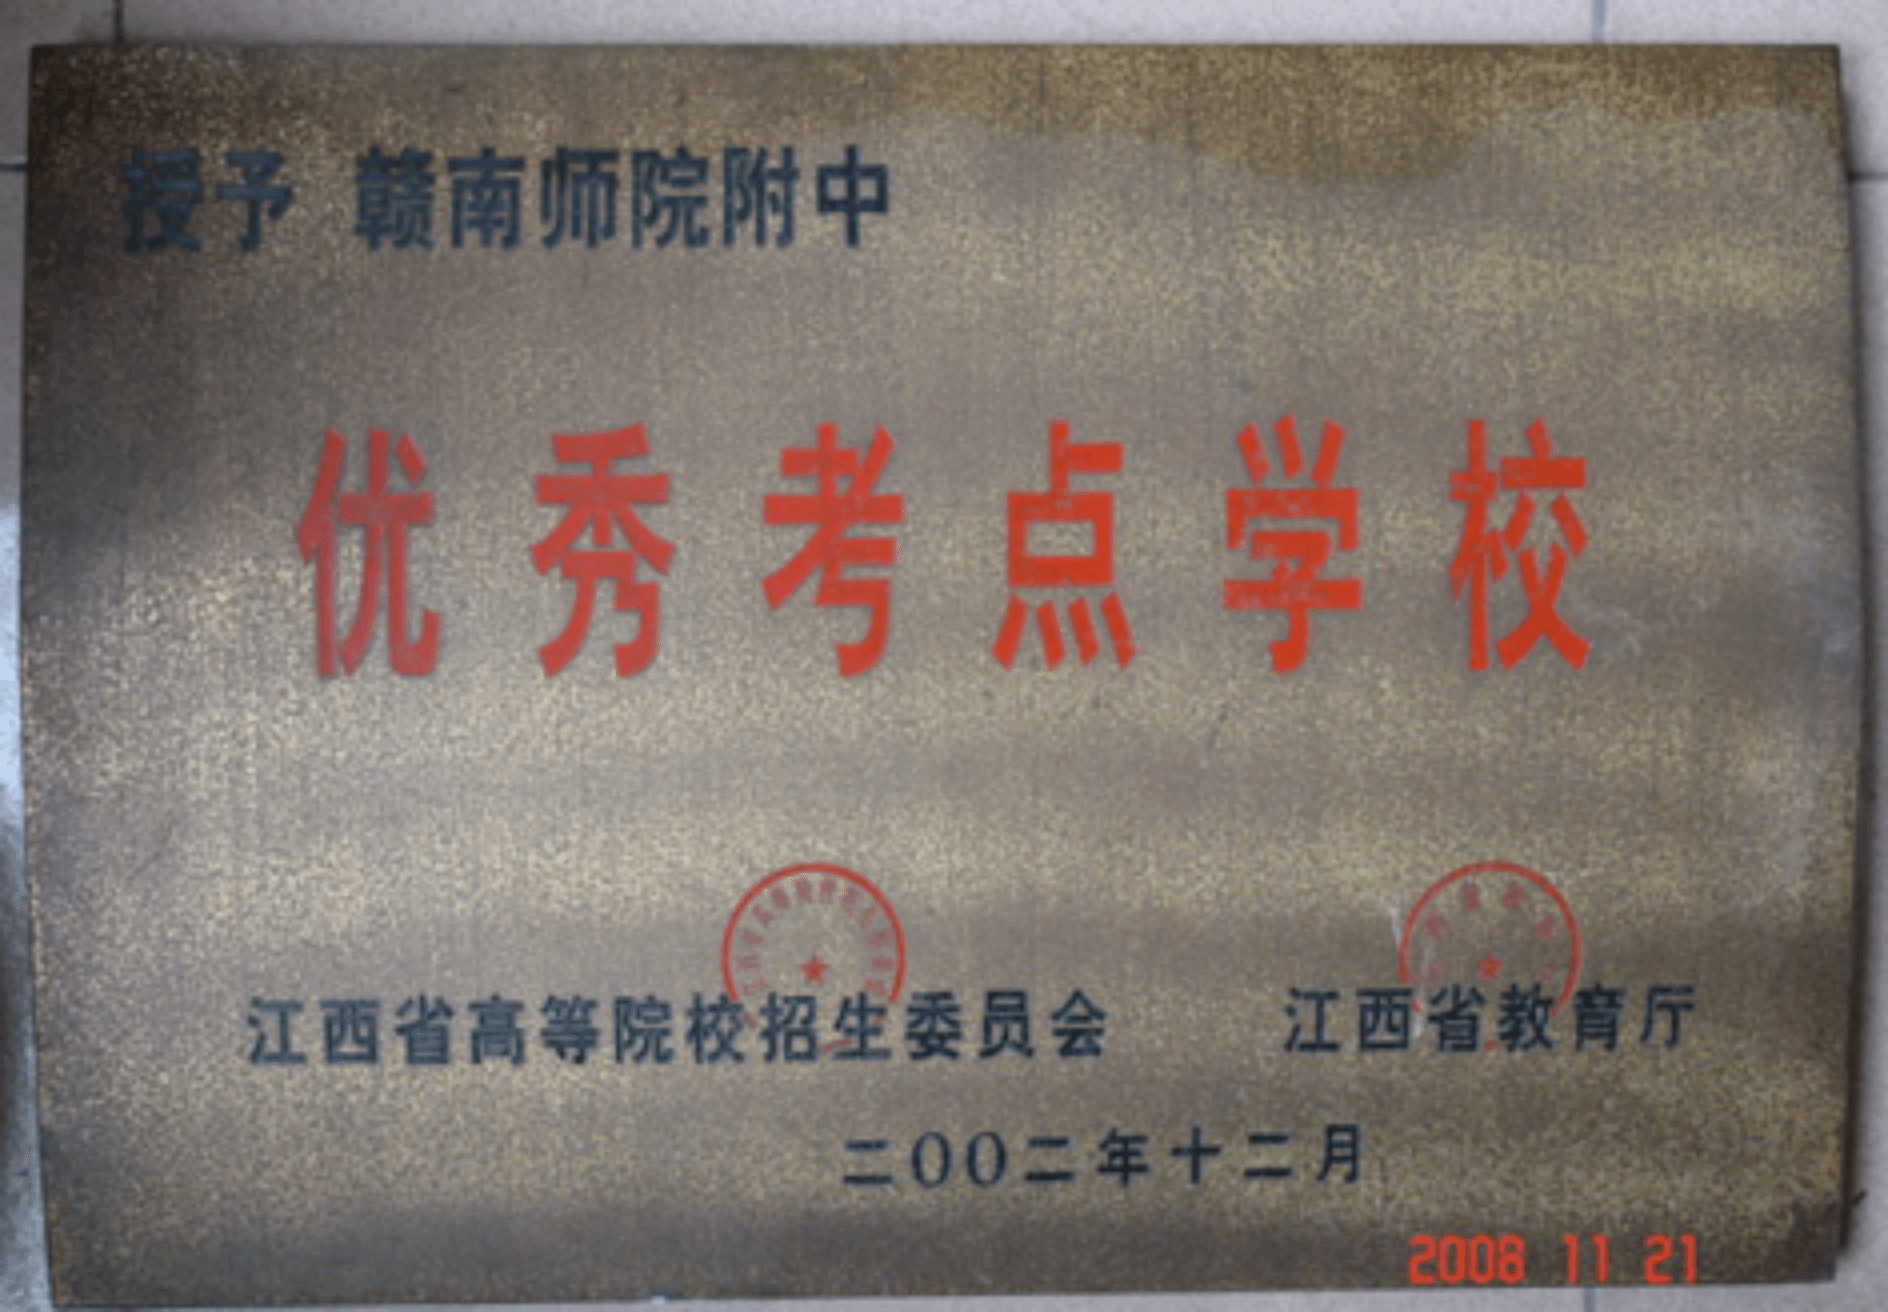 授予 赣南师院附中
优秀考点学校
江西省高等院校招生委员会 江西省教育厅
二00二年十二月
2008 11 21